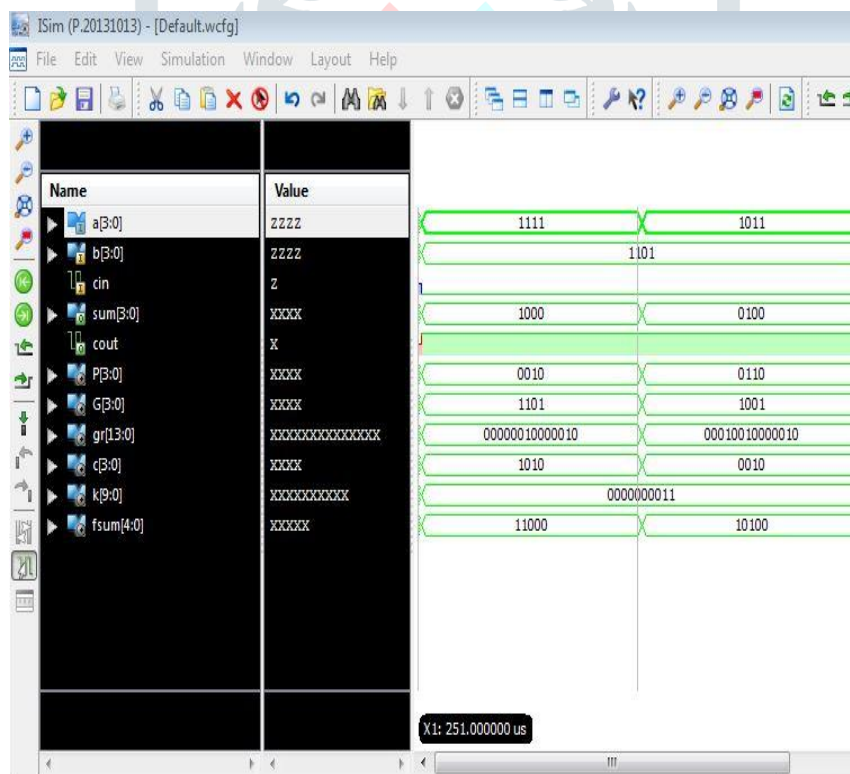 ISim (P.20131013) - [Default.wcfg]
File Edit View Simulation Window Layout Help
Name Value
a[3:0] ZZZZ 1111 1011
b[3:0] ZZZZ 1101
cin Z
sum[3:0] XXXX 1000 0100
cout X
P[3:0] XXXX 0010 0110
G[3:0] XXXX 1101 1001
gr[13:0] XXXXXXXXXXXXXX 00000010000010 00010010000010
c[3:0] XXXX 1010 0010
k[9:0] XXXXXXXXXX 0000000011
fsum[4:0] XXXXX 11000 10100
X1: 251.000000 us